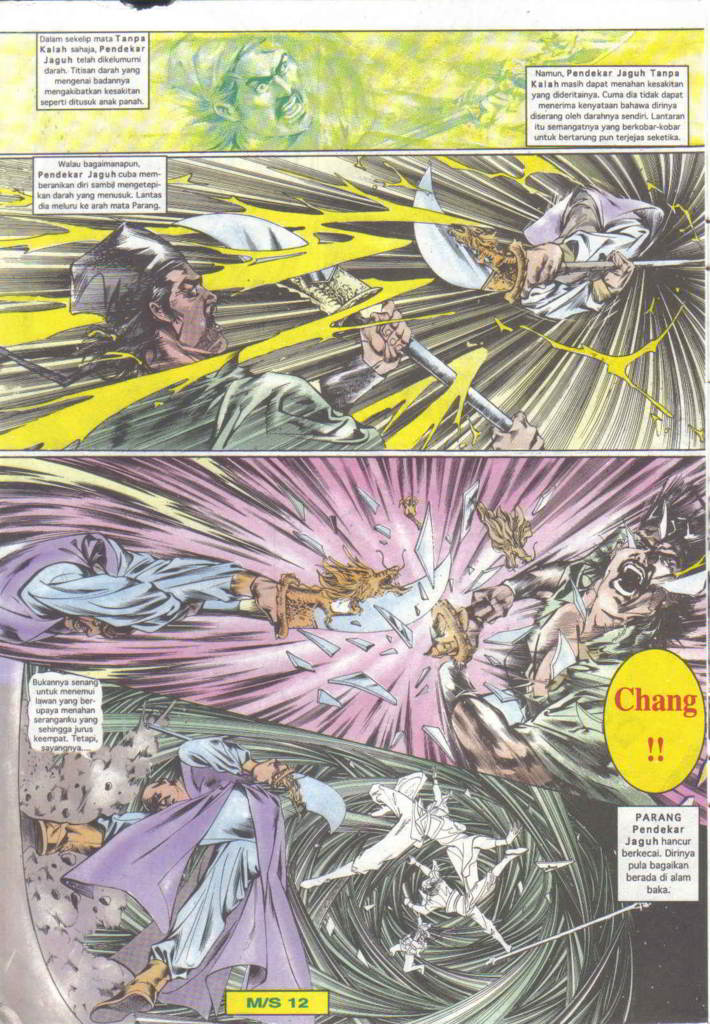 Dalam sekelip mata Tanpa
Kalah sahaja, Pendekar
Jaguh telah dikelumurni
darah. Titisan darah yang
mengenai badannya
mengakibatkan kesakitan
seperti ditusuk anak panah.
Namun, Pendekar Jaguh Tanpa
Kalah masih dapat menahan kesakitan
yang dideritainya. Cuma dia tidak dapat
menerima kenyataan bahawa dirinya
diserang oleh darahnya sendiri. Lantaran
itu semangatnya yang berkobar-kobar
untuk bertarung pun terjejas seketika.
Walau bagaimanapun,
Pendekar Jaguh cuba mem-
beranikan diri sambil mengetepi-
kan darah yang menusuk. Lantas
dia meluru ke arah mata Parang.
Bukannya senang
untuk menemui
lawan yang ber-
upaya menahan
seranganku yang
sehingga jurus
keempat. Tetapi,
sayangnya....
Chang
!!
PARANG
Pendekar
Jaguh hancur
berkecai. Dirinya
pula bagaikan
berada di alam
baka.
M/S 12